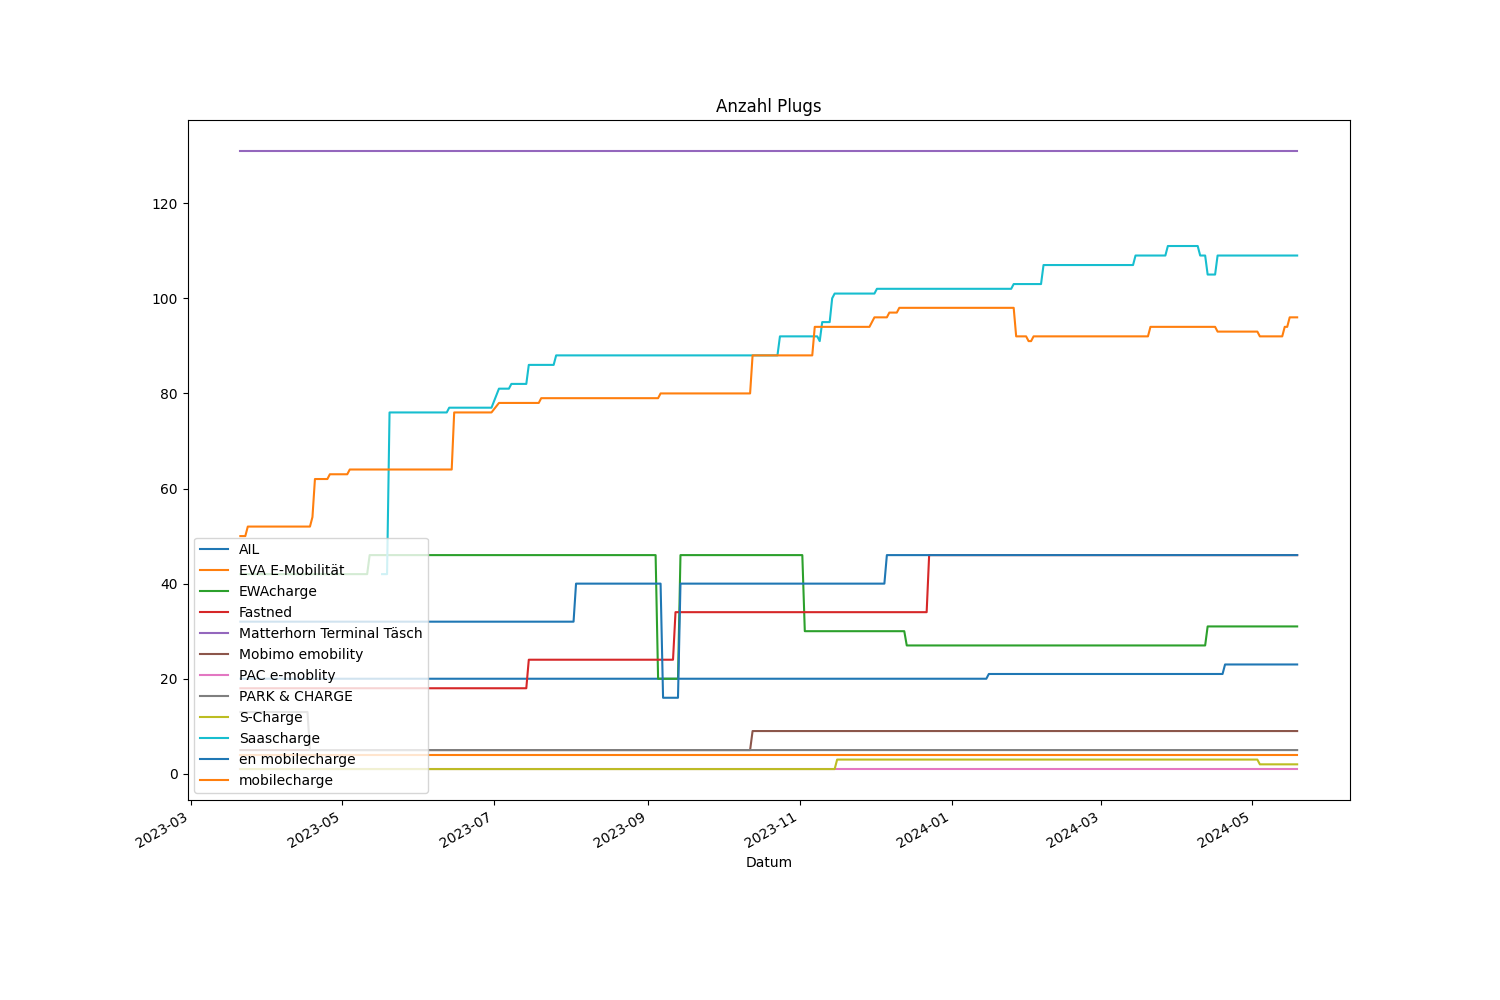 Anzahl Plugs
120
100
80
60
40
20
0
AIL
EVA E-Mobilität
EWAcharge
Fastned
Matterhorn Terminal Täsch
Mobimo emobility
PAC e-moblity
PARK & CHARGE
S-Charge
Saascharge
en mobilecharge
mobilecharge
2023-03
2023-05
2023-07
2023-09
2023-11
2024-01
2024-03
2024-05
Datum